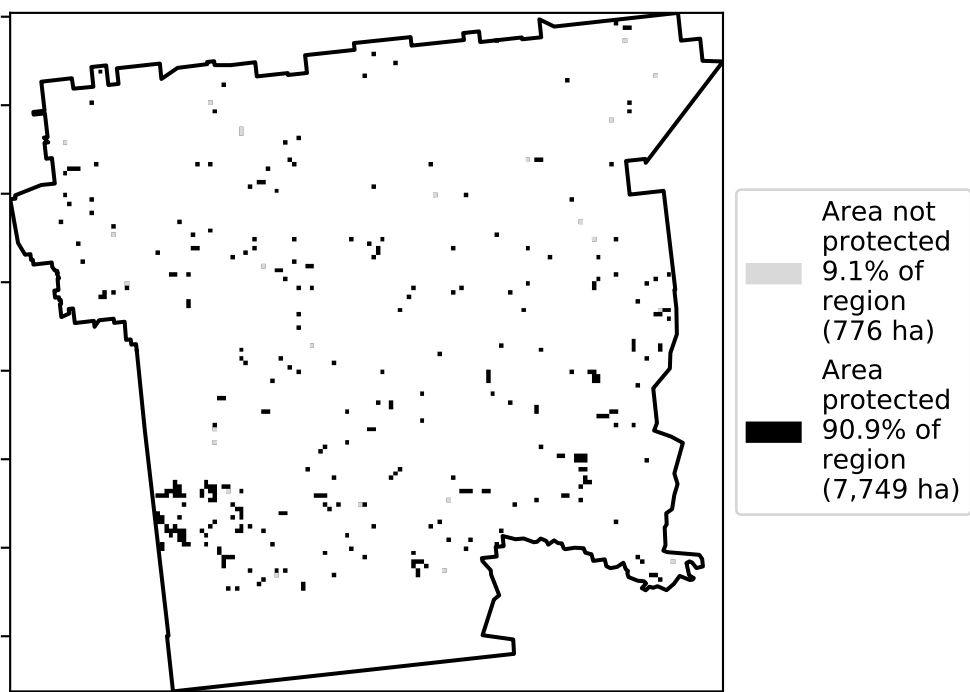 Area not
protected
9.1% of
region
(776 ha)
Area
protected
90.9% of
region
(7,749 ha)